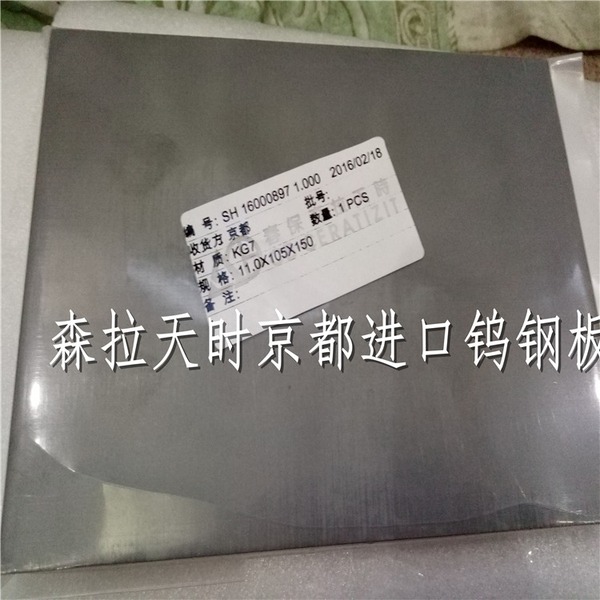 编 号: SH 16000897 1.000 2016/02/18
收货方 京都 批号:
材 质: KG7 数量: 1 PCS
规 格: 11.0X105X150
备 注:
森拉天时京都进口钨钢板